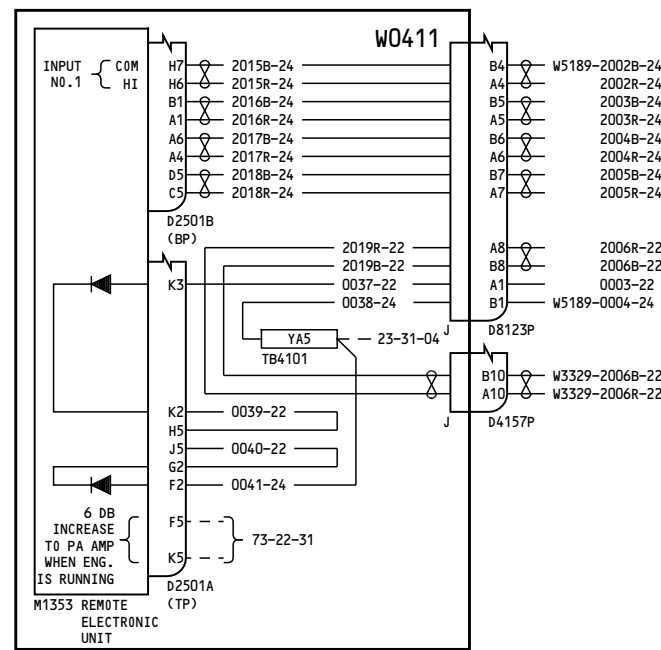 W0411
INPUT NO.1 COM HI
H7 2015B-24 B4 W5189-2002B-24
H6 2015R-24 A4 2002R-24
B1 2016B-24 B5 2003B-24
A1 2016R-24 A5 2003R-24
A6 2017B-24 B6 2004B-24
A4 2017R-24 A6 2004R-24
D5 2018B-24 B7 2005B-24
C5 2018R-24 A7 2005R-24
D2501B
(BP)
2019R-22 A8 2006R-22
2019B-22 B8 2006B-22
K3 0037-22 A1 0003-22
0038-24 B1 W5189-0004-24
J D8123P
YA5 23-31-04
TB4101
B10 W3329-2006B-22
A10 W3329-2006R-22
J D4157P
K2 0039-22
H5
J5 0040-22
G2
F2 0041-24
6 DB
INCREASE
TO PA AMP
WHEN ENG.
IS RUNNING
F5
73-22-31
K5
D2501A
(TP)
M1353 REMOTE
ELECTRONIC
UNIT